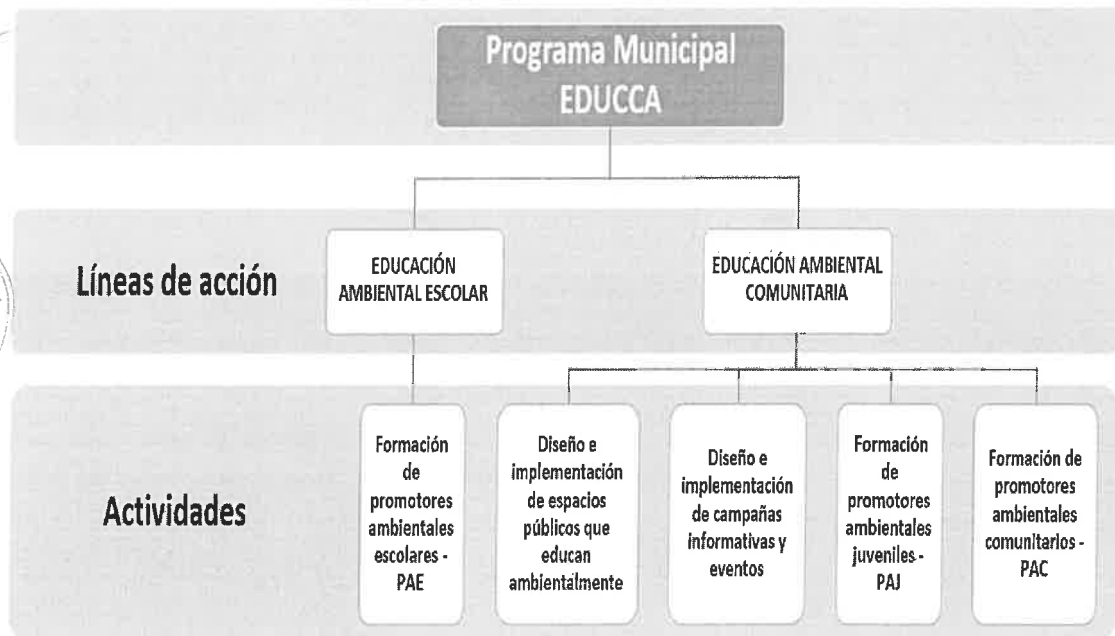 Programa Municipal
EDUCCA
Líneas de acción
EDUCACIÓN
AMBIENTAL ESCOLAR
EDUCACIÓN AMBIENTAL
COMUNITARIA
Actividades
Formación
de
promotores
ambientales
escolares -
PAE
Diseño e
implementación
de espacios
públicos que
educan
ambientalmente
Diseño e
implementación
de campañas
informativas y
eventos
Formación
de
promotores
ambientales
juveniles -
PAJ
Formación de
promotores
ambientales
comunitarios -
PAC